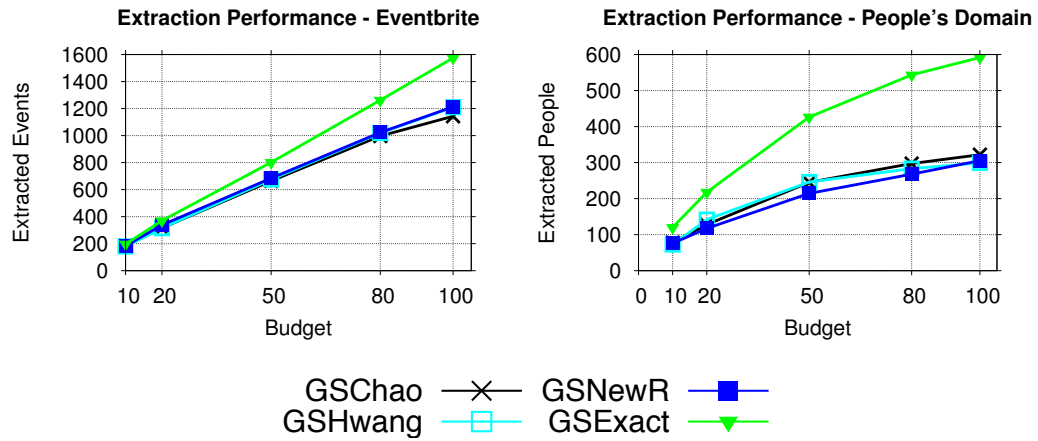 Extraction Performance - Eventbrite
1600
1400
1200
1000
800
600
400
200
0
10 20 50 80 100
Extracted Events
Budget
Extraction Performance - People's Domain
600
500
400
300
200
100
0
0 10 20 50 80 100
Extracted People
Budget
GSChao GSNewR
GSHwang GSExact